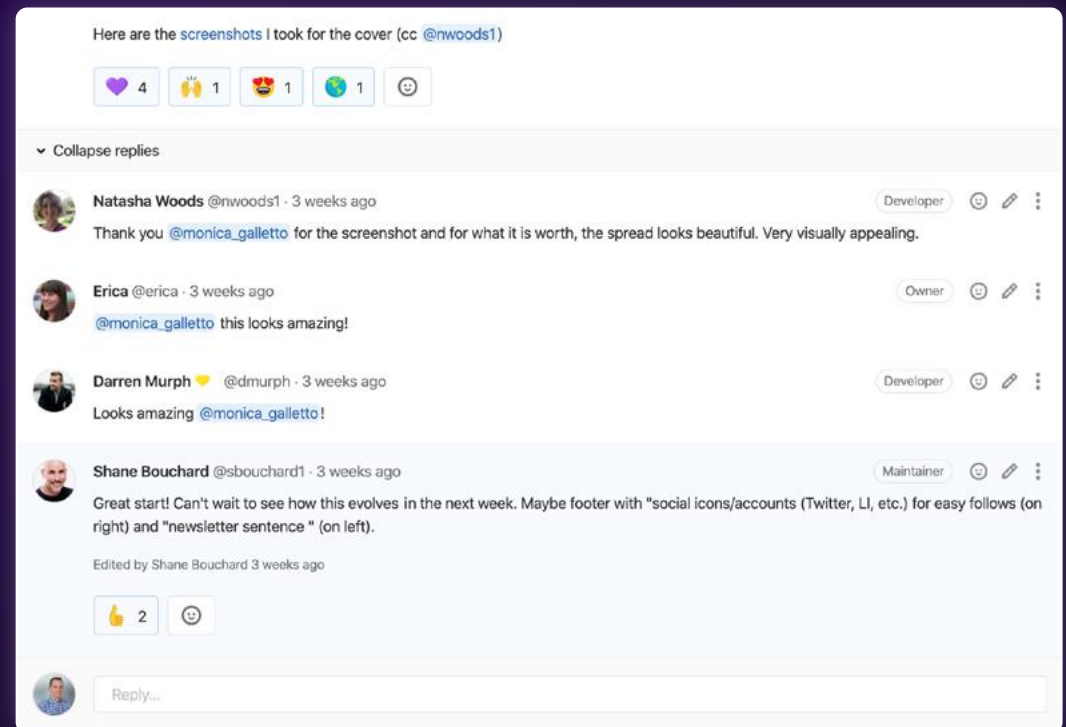 Here are the screenshots I took for the cover (cc @nwoods1)
4 1 1 1
Collapse replies
Natasha Woods @nwoods1 · 3 weeks ago Developer
Thank you @monica_galletto for the screenshot and for what it is worth, the spread looks beautiful. Very visually appealing.
Erica @erica · 3 weeks ago Owner
@monica_galletto this looks amazing!
Darren Murph 💛 @dmurph · 3 weeks ago Developer
Looks amazing @monica_galletto!
Shane Bouchard @sbouchard1 · 3 weeks ago Maintainer
Great start! Can't wait to see how this evolves in the next week. Maybe footer with "social icons/accounts (Twitter, LI, etc.) for easy follows (on
right) and "newsletter sentence " (on left).
Edited by Shane Bouchard 3 weeks ago
2
Reply...